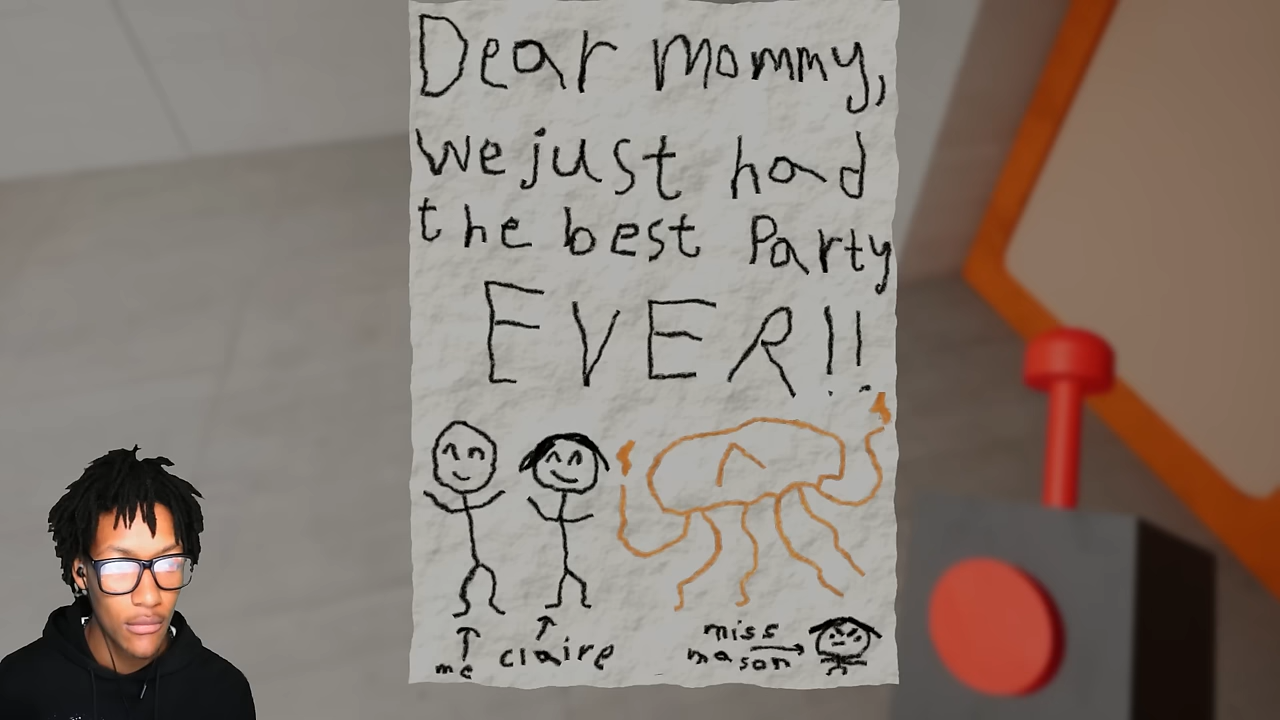 Dear mommy,
we just had
the best Party
EVER!!
me
claire
miss
mason